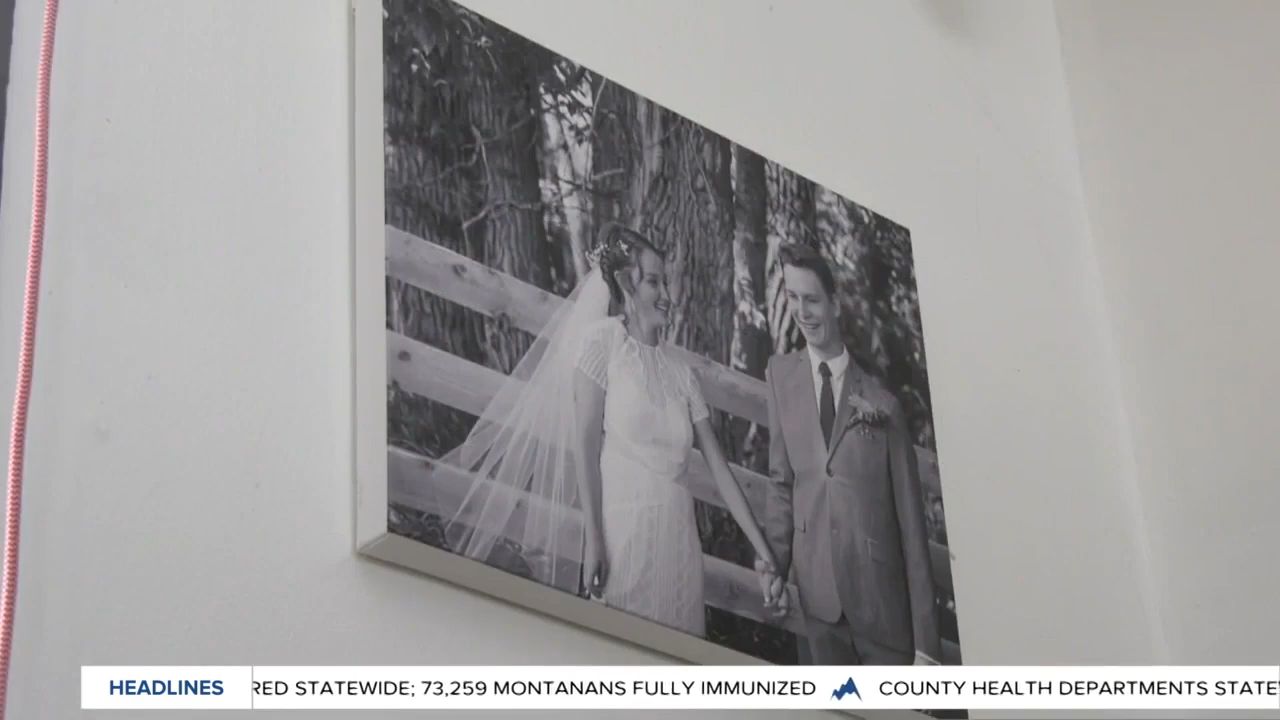 HEADLINES RED STATEWIDE; 73,259 MONTANANS FULLY IMMUNIZED COUNTY HEALTH DEPARTMENTS STATE